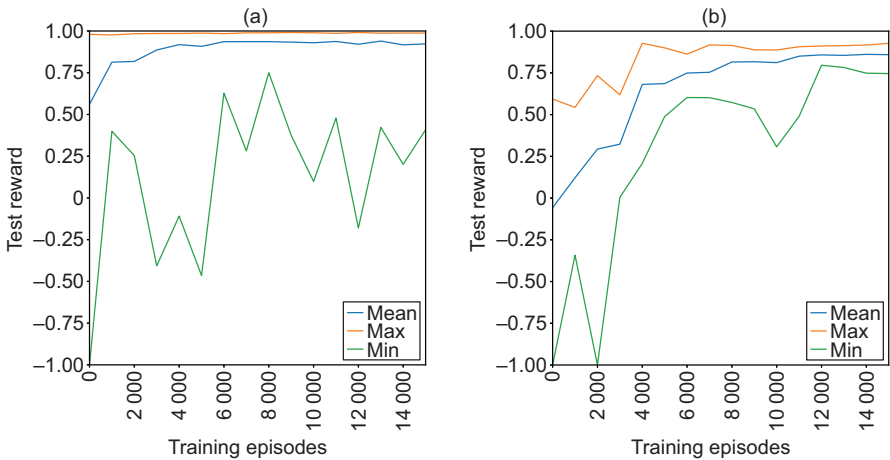 (a)
Test reward
1.00
0.75
0.50
0.25
0
–0.25
–0.50
–0.75
–1.00
Mean
Max
Min
0
2 000
4 000
6 000
8 000
10 000
12 000
14 000
Training episodes
(b)
Test reward
1.00
0.75
0.50
0.25
0
–0.25
–0.50
–0.75
–1.00
Mean
Max
Min
0
2 000
4 000
6 000
8 000
10 000
12 000
14 000
Training episodes